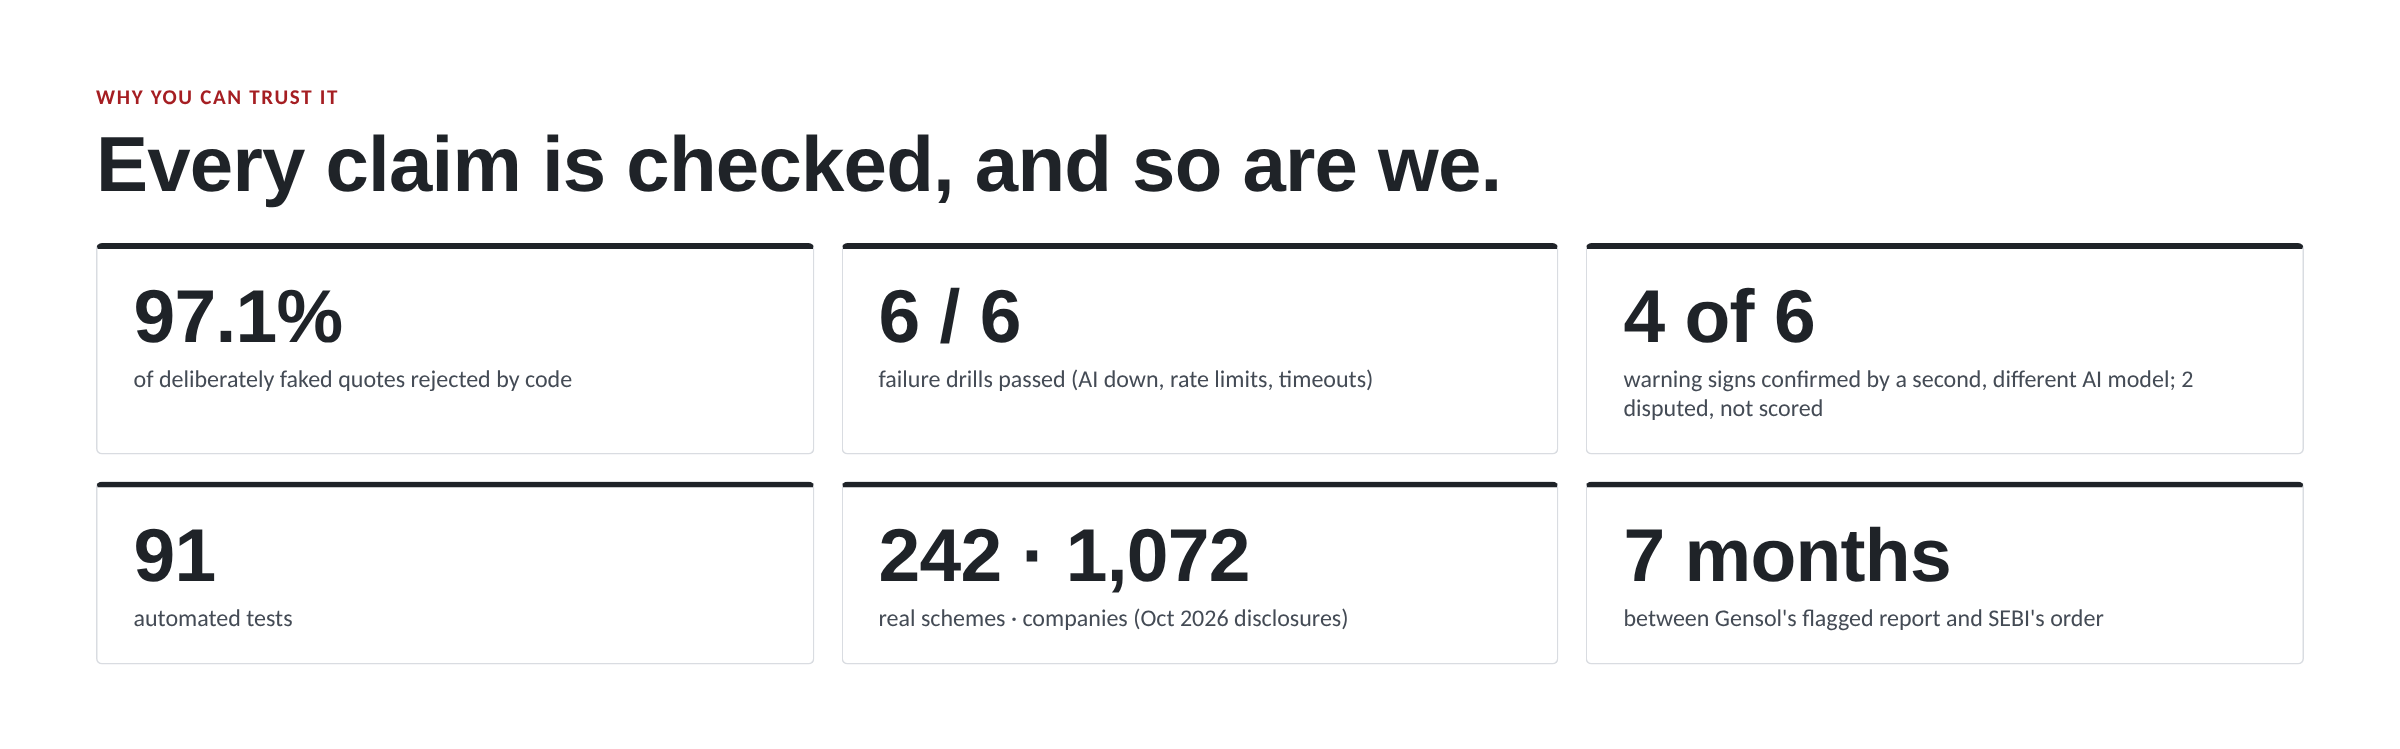 WHY YOU CAN TRUST IT
Every claim is checked, and so are we.
97.1%
of deliberately faked quotes rejected by code
6 / 6
failure drills passed (AI down, rate limits, timeouts)
4 of 6
warning signs confirmed by a second, different AI model; 2
disputed, not scored
91
automated tests
242 · 1,072
real schemes · companies (Oct 2026 disclosures)
7 months
between Gensol's flagged report and SEBI's order